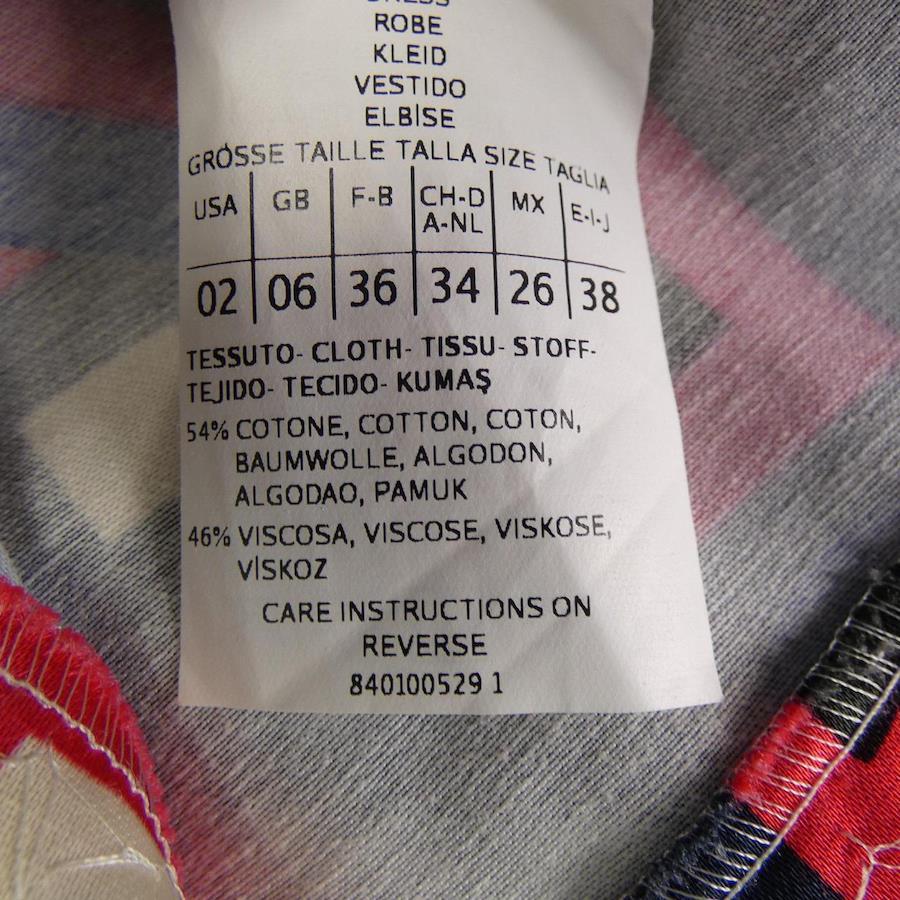 DRESS
ROBE
KLEID
VESTIDO
ELBİSE
GRÖSSE TAILLE TALLA SIZE TAGLIA
USA GB F-B CH-D A-NL MX E-I-J
02 06 36 34 26 38
TESSUTO- CLOTH- TISSU- STOFF-
TEJIDO- TECIDO- KUMAŞ
54% COTONE, COTTON, COTON,
BAUMWOLLE, ALGODON,
ALGODAO, PAMUK
46% VISCOSA, VISCOSE, VISKOSE,
VİSKOZ
CARE INSTRUCTIONS ON
REVERSE
840100529 1